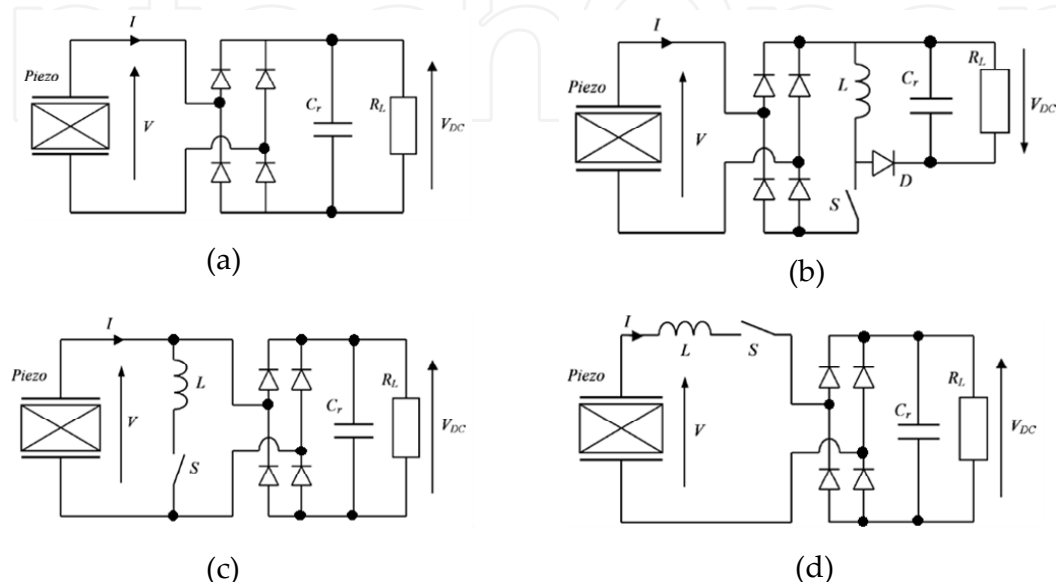 I
Piezo
V
C_r
R_L
V_DC
(a)
I
Piezo
V
L
C_r
R_L
V_DC
S
D
(b)
I
Piezo
V
L
S
C_r
R_L
V_DC
(c)
I
L
S
Piezo
V
C_r
R_L
V_DC
(d)